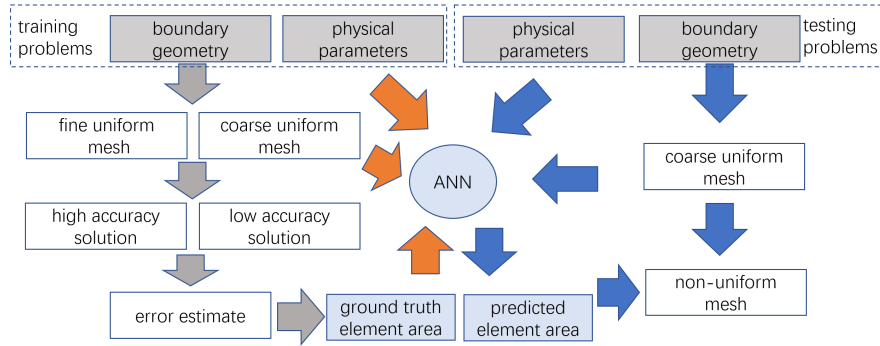 training
problems
boundary
geometry
physical
parameters
physical
parameters
boundary
geometry
testing
problems
fine uniform
mesh
coarse uniform
mesh
ANN
coarse uniform
mesh
high accuracy
solution
low accuracy
solution
error estimate
ground truth
element area
predicted
element area
non-uniform
mesh